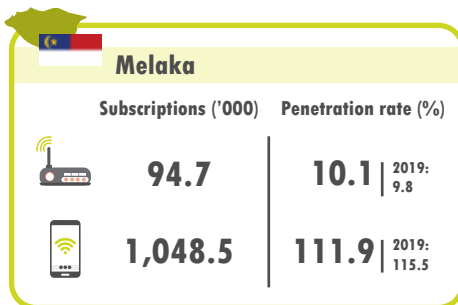 Melaka
Subscriptions (’000) Penetration rate (%)
94.7 10.1 2019: 9.8
1,048.5 111.9 2019: 115.5